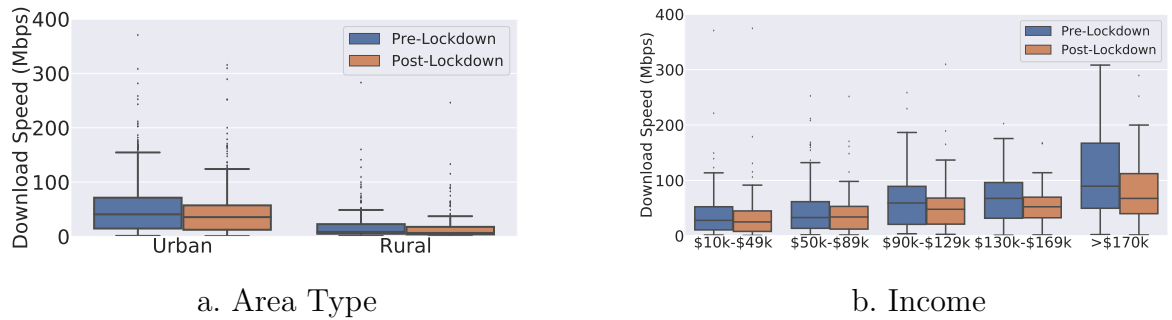 Download Speed (Mbps)
400
300
200
100
0
Pre-Lockdown
Post-Lockdown
Urban
Rural
a. Area Type
Download Speed (Mbps)
400
300
200
100
0
Pre-Lockdown
Post-Lockdown
$10k-$49k
$50k-$89k
$90k-$129k
$130k-$169k
>$170k
b. Income